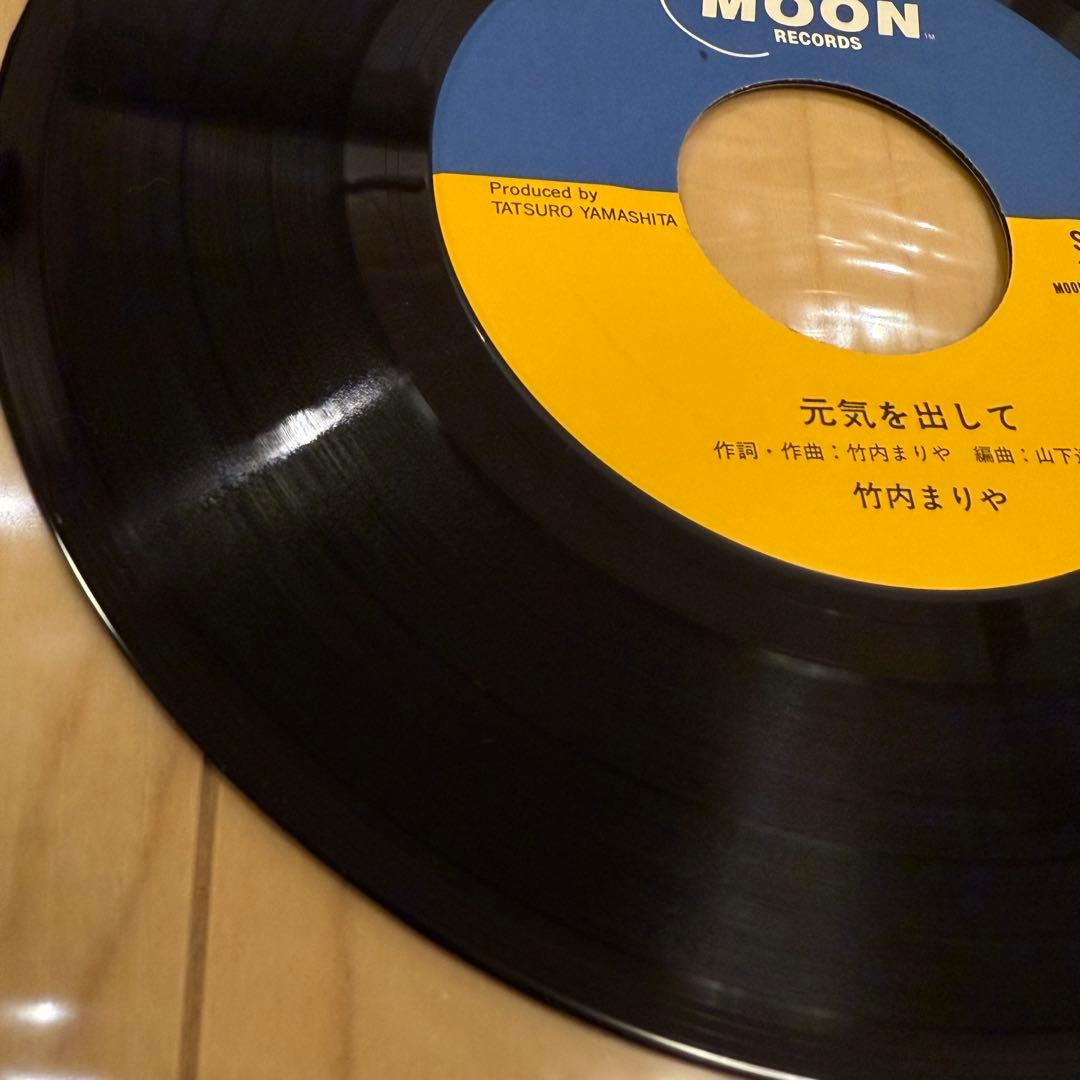 MOON
RECORDS
Produced by
TATSURO YAMASHITA
元気を出して
作詞・作曲：竹内まりや 編曲：山下
竹内まりや